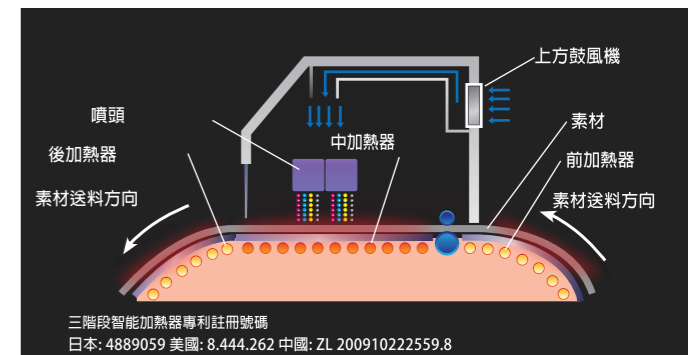 上方鼓風機
噴頭
素材
中加熱器
後加熱器
前加熱器
素材送料方向
素材送料方向
三階段智能加熱器專利註冊號碼
日本: 4889059 美國: 8.444.262 中國: ZL 200910222559.8